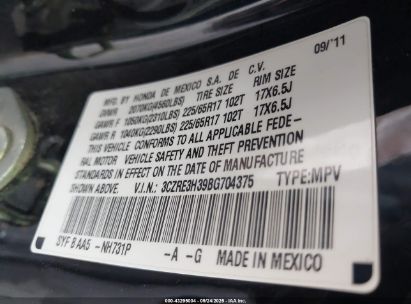 09/'11
MFD. BY HONDA DE MEXICO S.A. DE C.V.
GVWR 2070KG(4560LBS) TIRE SIZE RIM SIZE
GAWR F 1050KG(2310LBS) 225/65R17 102T 17X6.5J
GAWR R 1040KG(2290LBS) 225/65R17 102T 17X6.5J
THIS VEHICLE CONFORMS TO ALL APPLICABLE FEDE-
RAL MOTOR VEHICLE SAFETY AND THEFT PREVENTION
STANDARDS IN EFFECT ON THE DATE OF MANUFACTURE
SHOWN ABOVE. V.I.N: 3CZRE3H39BG704375 TYPE:MPV
SYF B AA5 -NH731P -A -G MADE IN MEXICO
000-43295004 - 09/24/2025 - IAAI.COM